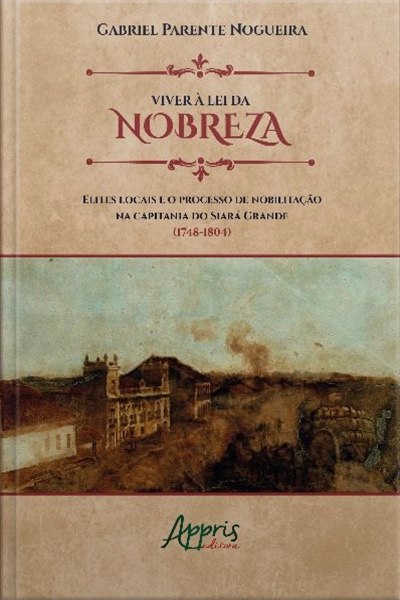 Gabriel Parente Nogueira
Viver à lei da
Nobreza
Elites locais e o processo de nobilitação
na capitania do Siará Grande
(1748-1804)
Appris
editora